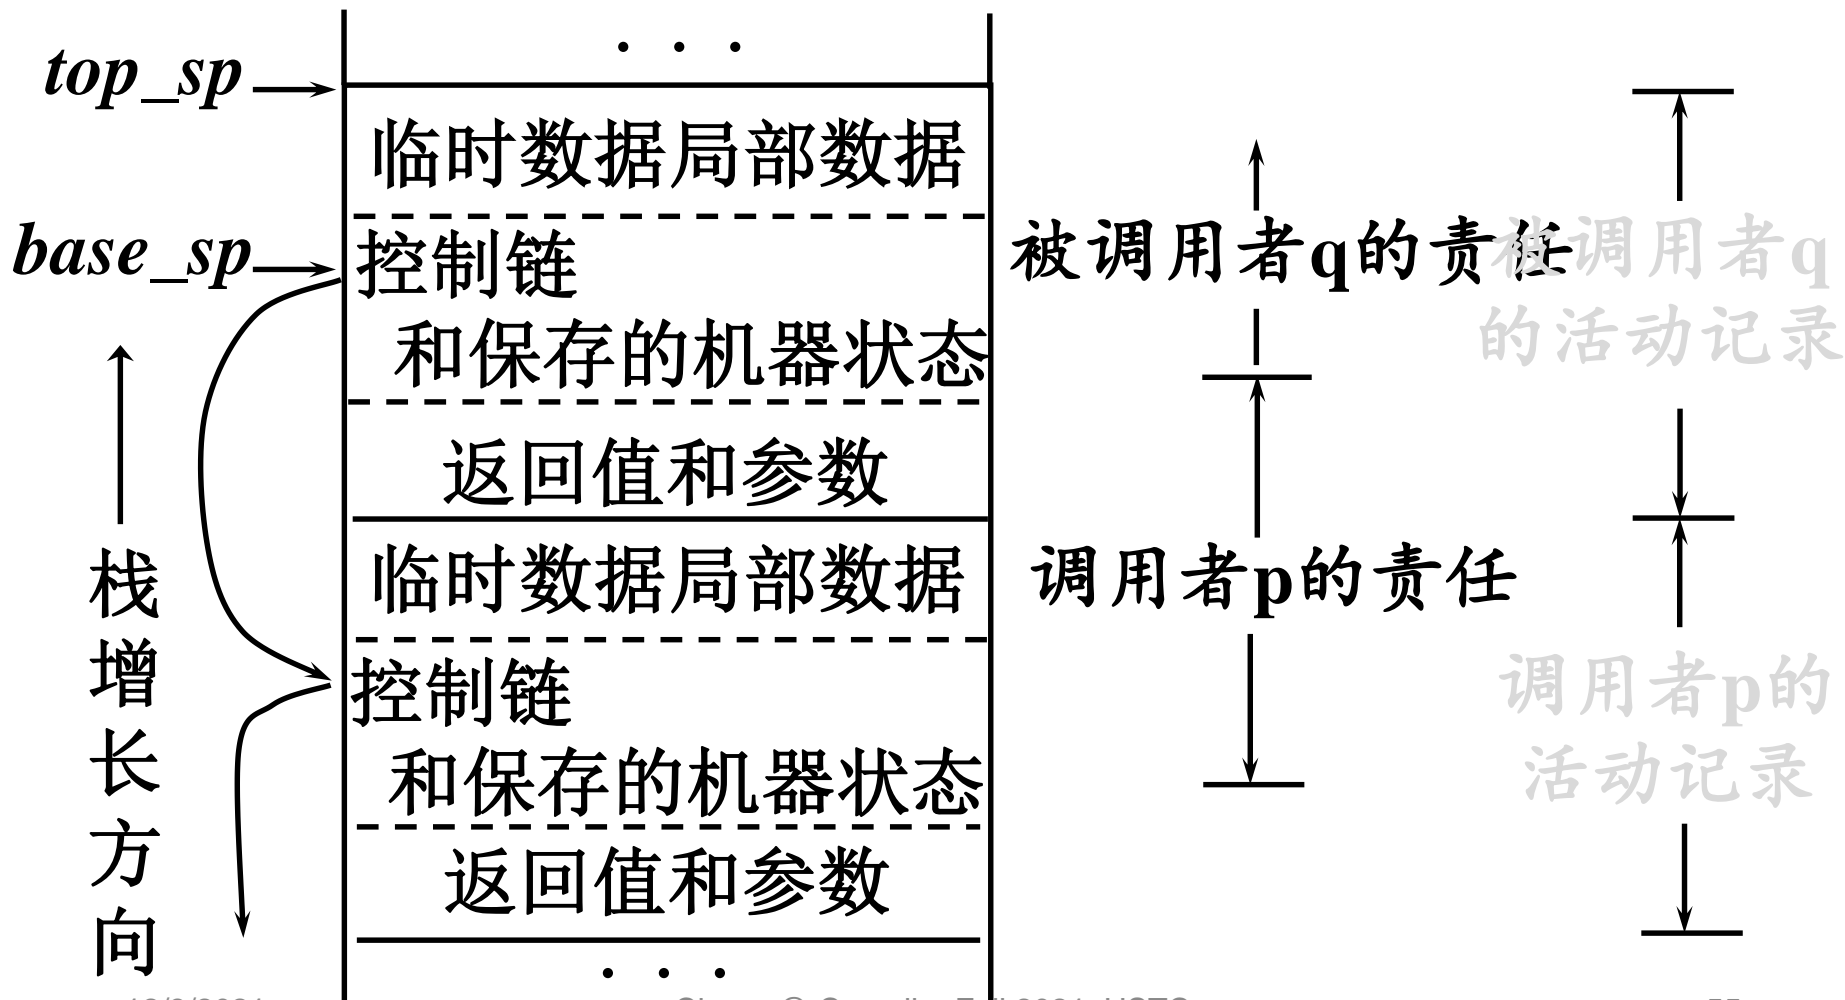 . . .
top_sp
临时数据局部数据
base_sp
控制链
和保存的机器状态
返回值和参数
临时数据局部数据
控制链
和保存的机器状态
返回值和参数
. . .
栈增长方向
被调用者q的责任
调用者p的责任
被调用者q
的活动记录
调用者p的
活动记录